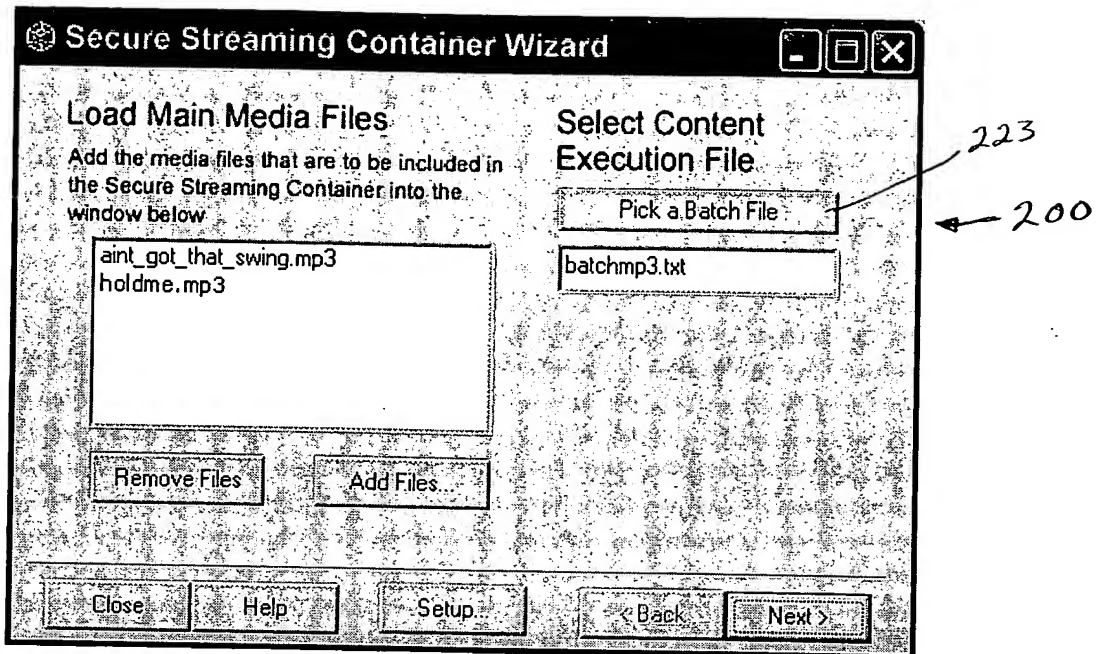 Secure Streaming Container Wizard
Load Main Media Files
Add the media files that are to be included in
the Secure Streaming Container into the
window below
aint_got_that_swing.mp3
holdme.mp3
Remove Files
Add Files...
Select Content
Execution File
Pick a Batch File
batchmp3.txt
223
200
Close
Help
Setup...
< Back
Next >